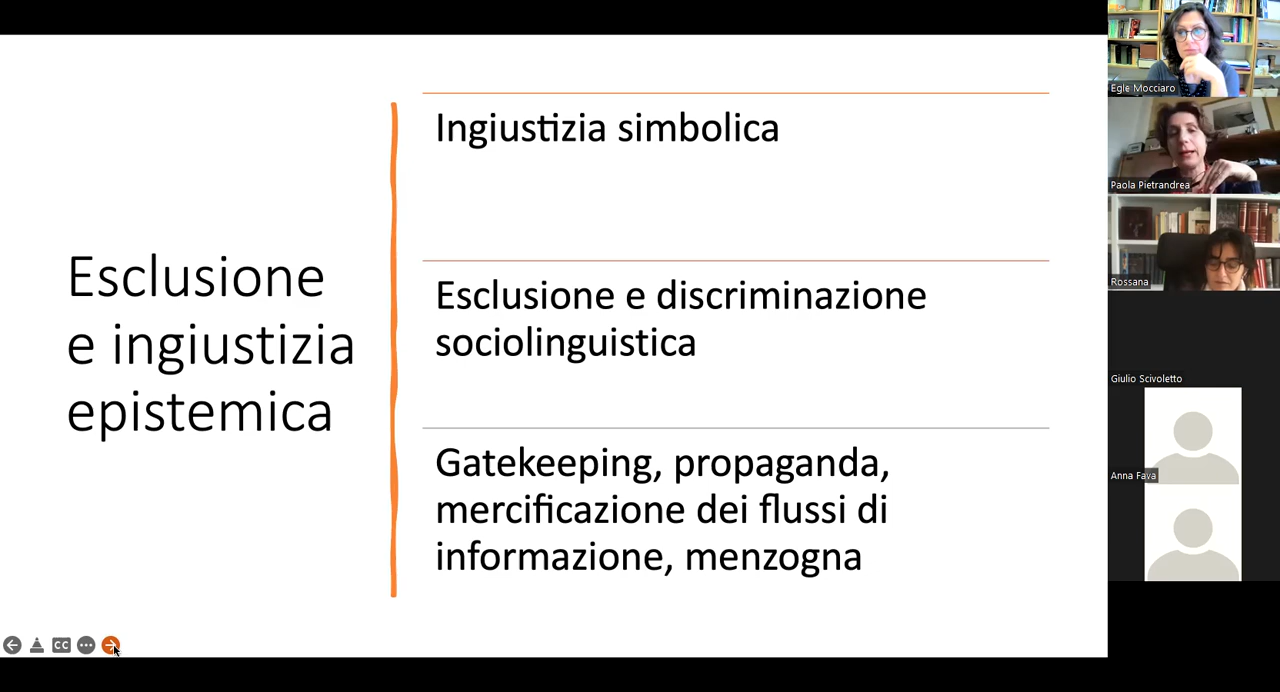 Esclusione
e ingiustizia
epistemica
Ingiustizia simbolica
Esclusione e discriminazione
sociolinguistica
Gatekeeping, propaganda,
mercificazione dei flussi di
informazione, menzogna
CC
Egle Mocciaro
Paola Pietrandrea
Rossana
Giulio Scivoletto
Anna Fava